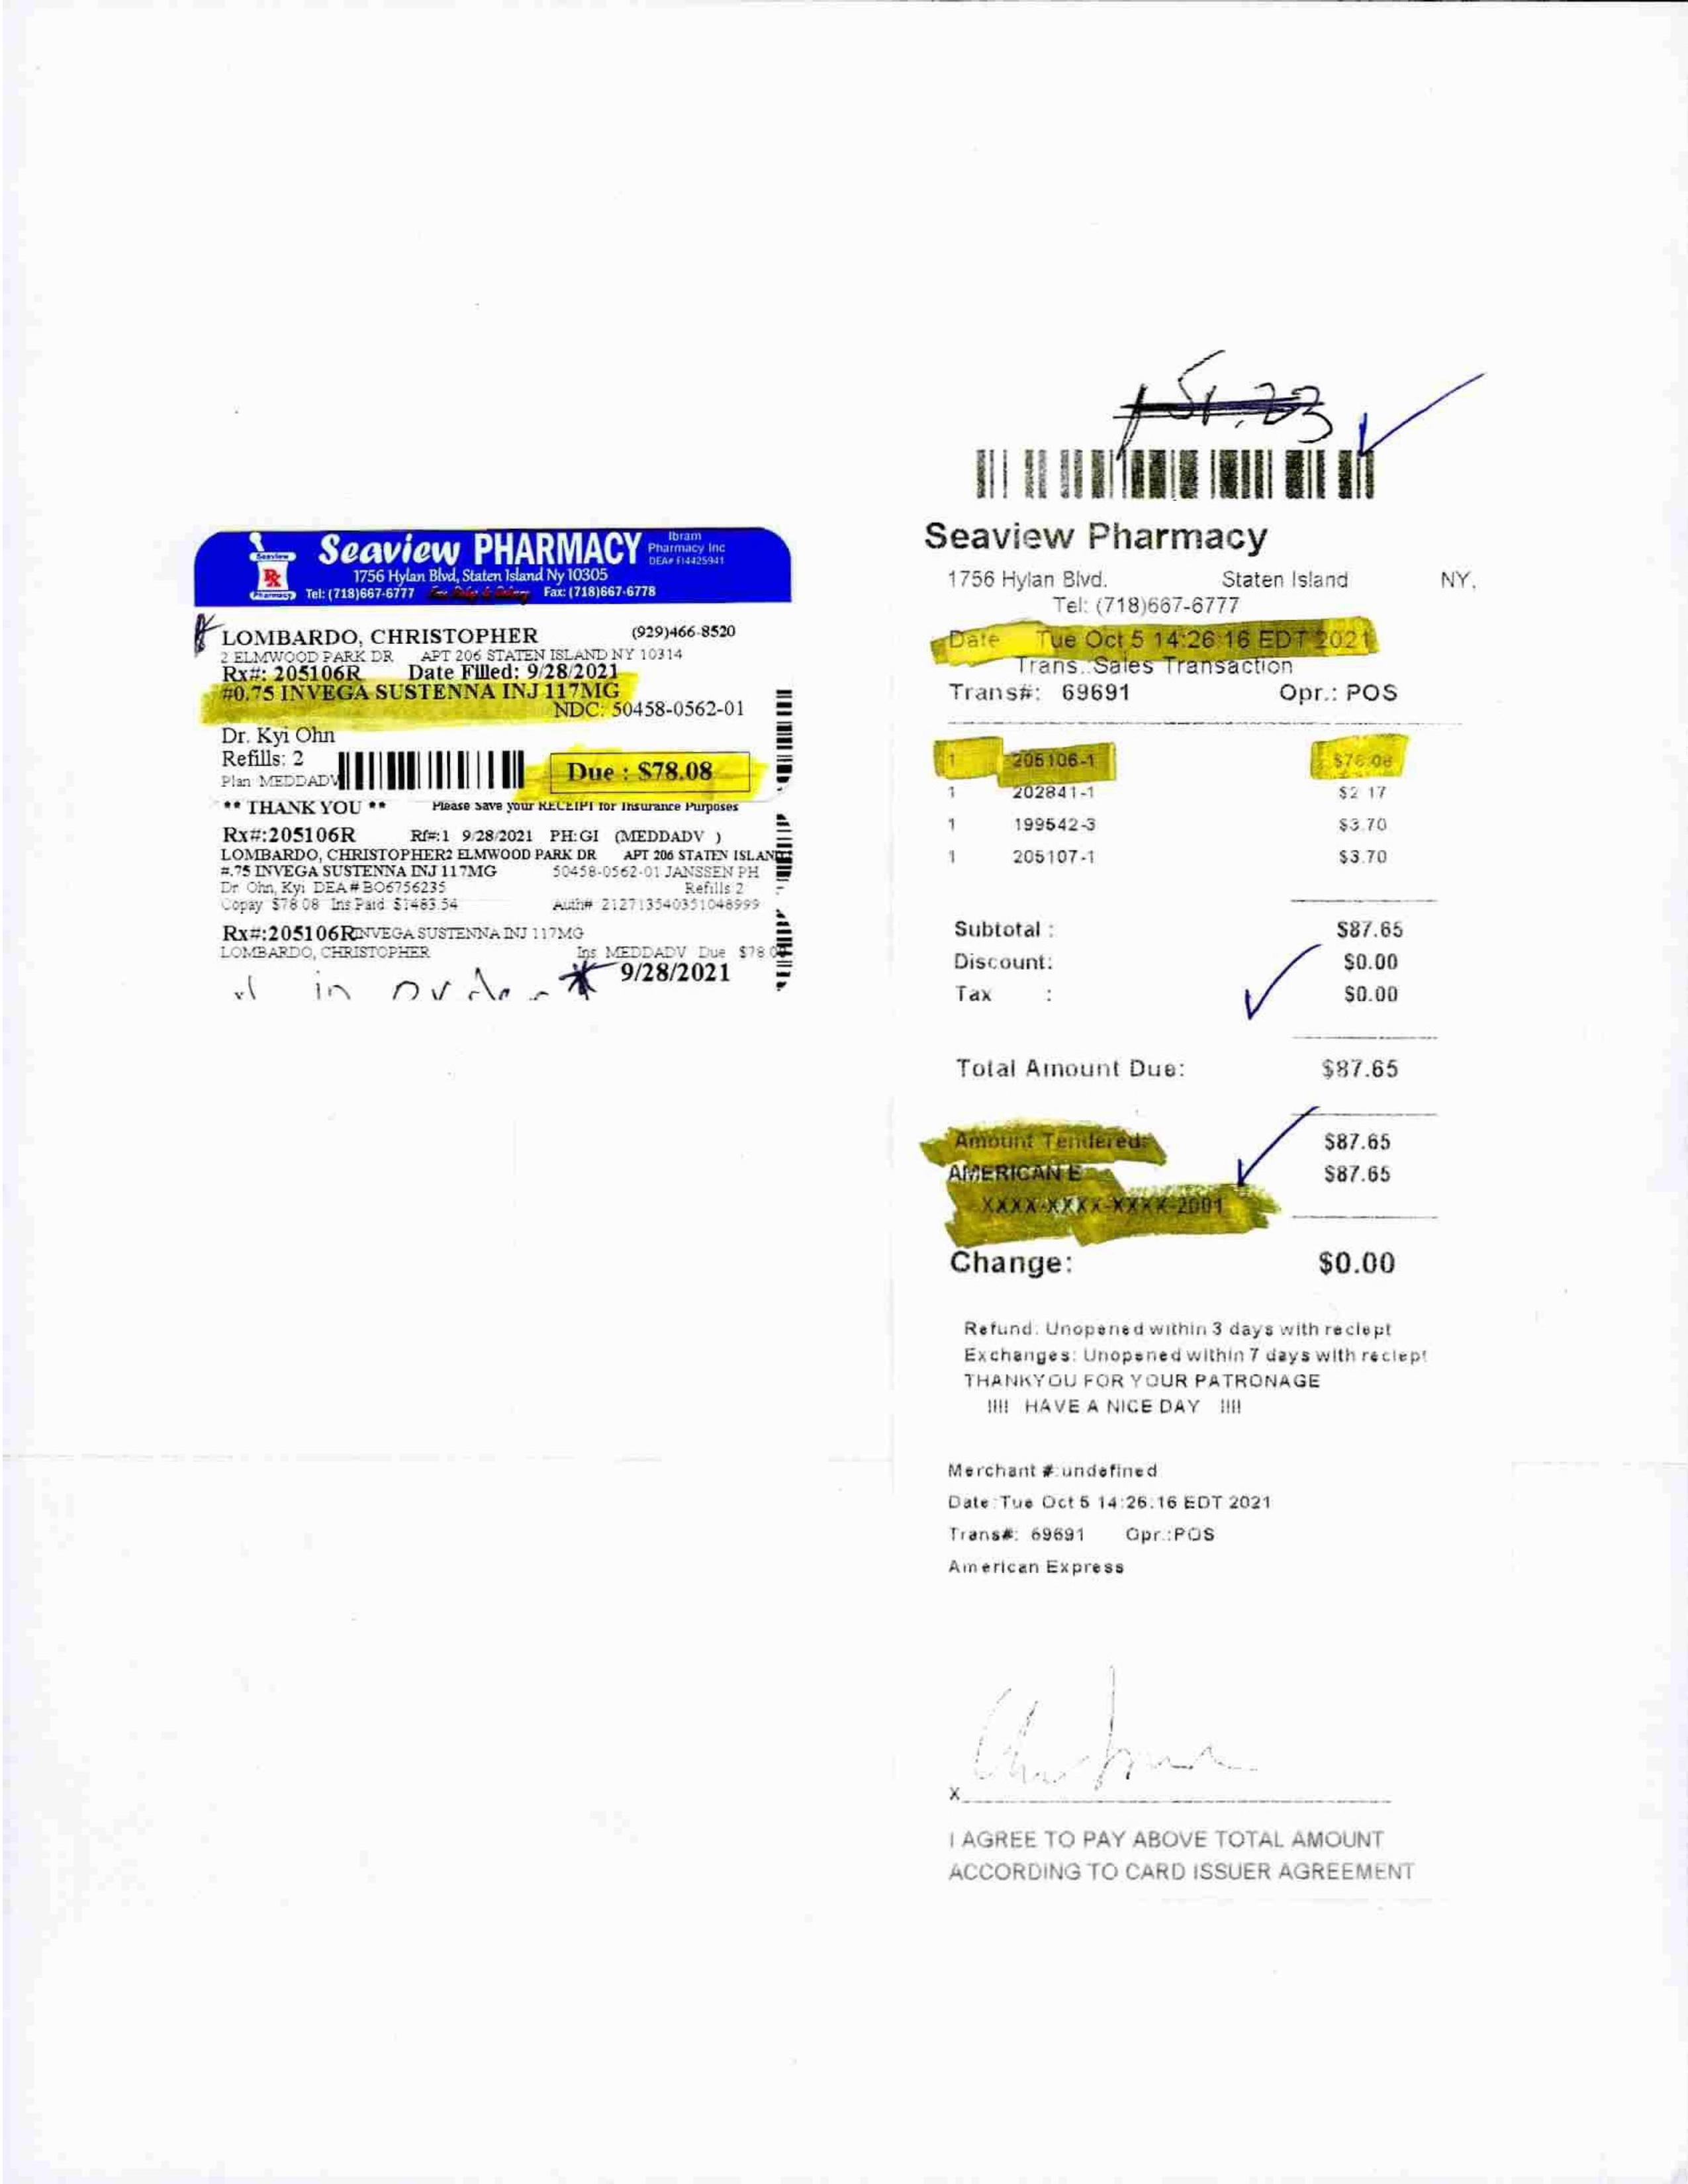 Seaview
Rx
Pharmacy
Seaview PHARMACY
Ibram
Pharmacy Inc
1756 Hylan Blvd, Staten Island Ny 10305
Tel: (718)667-6777
Fax: (718)667-6778
LOMBARDO, CHRISTOPHER (929)466-8520
2 ELMWOOD PARK DR APT 206 STATEN ISLAND NY 10314
Rx#: 205106R Date Filled: 9/28/2021
#0.75 INVEGA SUSTENNA INJ 117MG
NDC: 50458-0562-01
Dr. Kyi Ohn
Refills: 2
Due : $78.08
Plan MEDDADV
** THANK YOU ** Please save your RECEIPT for Insurance Purposes
Rx#:205106R Rf#:1 9/28/2021 PH:GI (MEDDADV )
LOMBARDO, CHRISTOPHER 2 ELMWOOD PARK DR APT 206 STATEN ISLAND
#.75 INVEGA SUSTENNA INJ 117MG 50458-0562-01 JANSSEN PH
Dr Ohn, Kyi DEA#BO6756235 Refills 2
Copay $78.08 Ins Paid $1483.54 Auth# 212713540351048999
Rx#:205106R INVEGA SUSTENNA INJ 117MG
LOMBARDO, CHRISTOPHER Ins MEDDADV Due $78.08
9/28/2021
in
51.23
Seaview Pharmacy
1756 Hylan Blvd. Staten Island NY.
Tel: (718)667-6777
Date Tue Oct 5 14:26:16 EDT 2021
Trans.:Sales Transaction
Trans#: 69691 Opr.: POS
1 205106-1 $78.08
1 202841-1 $2.17
1 199542-3 $3.70
1 205107-1 $3.70
Subtotal : $87.65
Discount: $0.00
Tax : $0.00
Total Amount Due: $87.65
Amount Tendered: $87.65
AMERICAN E $87.65
XXXX-XXXX-XXXX-2001
Change: $0.00
Refund: Unopened within 3 days with reciept
Exchanges: Unopened within 7 days with reciept
THANKYOU FOR YOUR PATRONAGE
!!!! HAVE A NICE DAY !!!!
Merchant #:undefined
Date:Tue Oct 5 14:26:16 EDT 2021
Trans#: 69691 Opr.:POS
American Express
x
I AGREE TO PAY ABOVE TOTAL AMOUNT
ACCORDING TO CARD ISSUER AGREEMENT